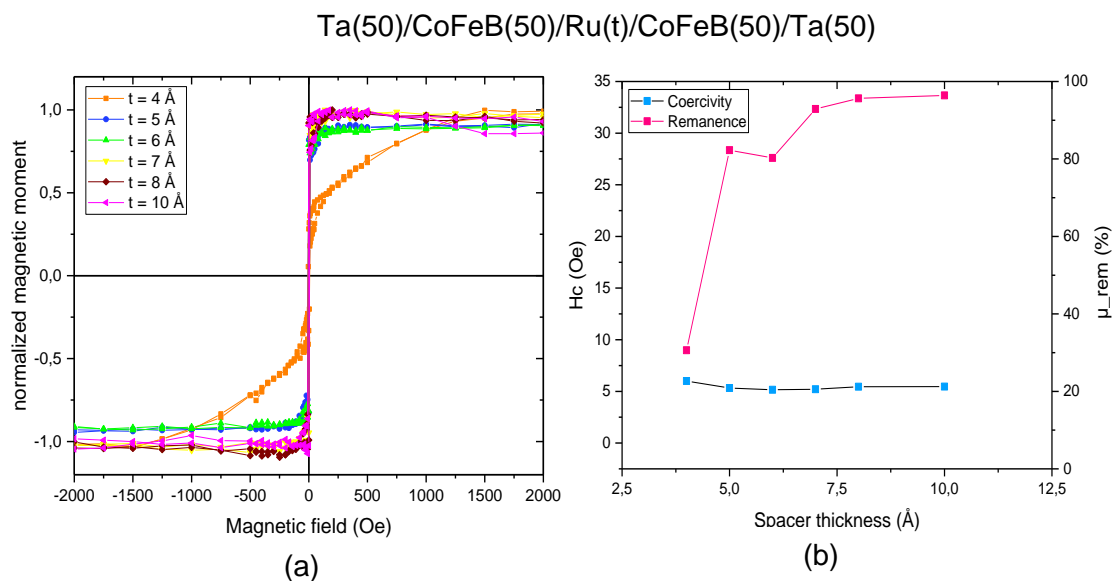 Ta(50)/CoFeB(50)/Ru(t)/CoFeB(50)/Ta(50)
t = 4 Å
t = 5 Å
t = 6 Å
t = 7 Å
t = 8 Å
t = 10 Å
1,0
0,5
0,0
-0,5
-1,0
normalized magnetic moment
-2000 -1500 -1000 -500 0 500 1000 1500 2000
Magnetic field (Oe)
(a)
Coercivity
Remanence
35
30
25
20
15
10
5
0
Hc (Oe)
100
80
60
40
20
0
μ_rem (%)
2,5 5,0 7,5 10,0 12,5
Spacer thickness (Å)
(b)